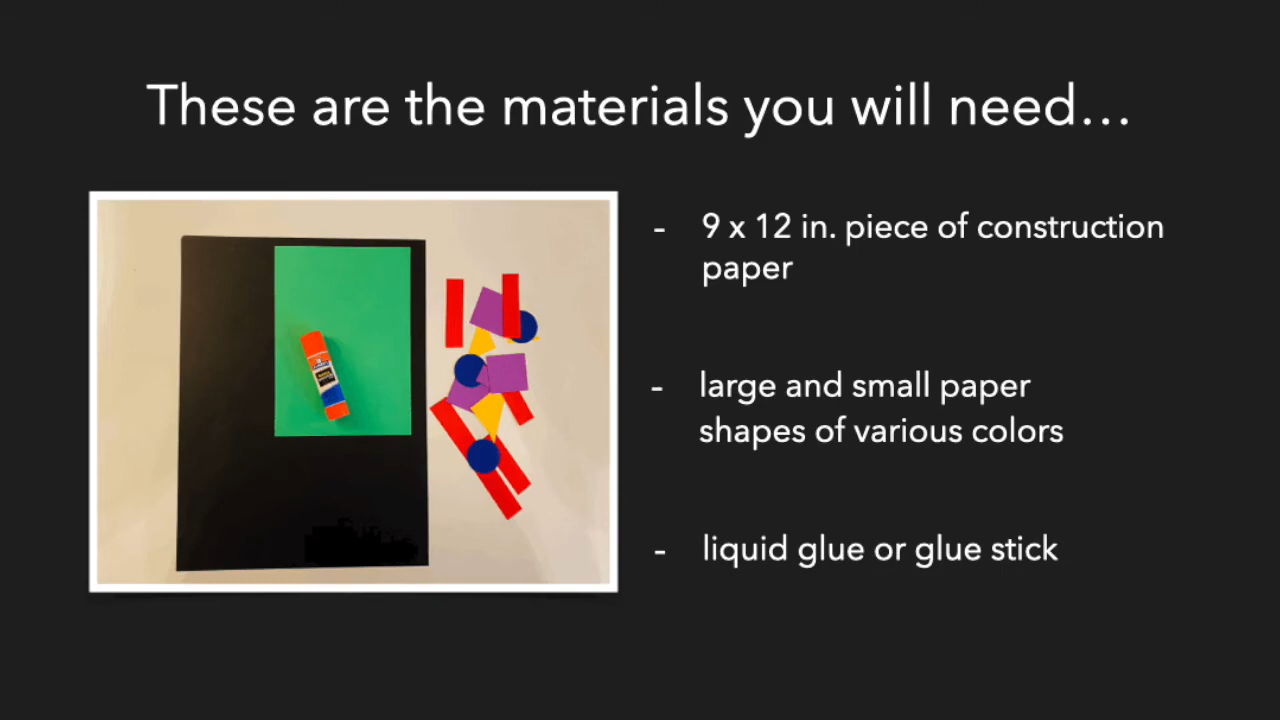 These are the materials you will need…
- 9 x 12 in. piece of construction
paper
- large and small paper
shapes of various colors
- liquid glue or glue stick